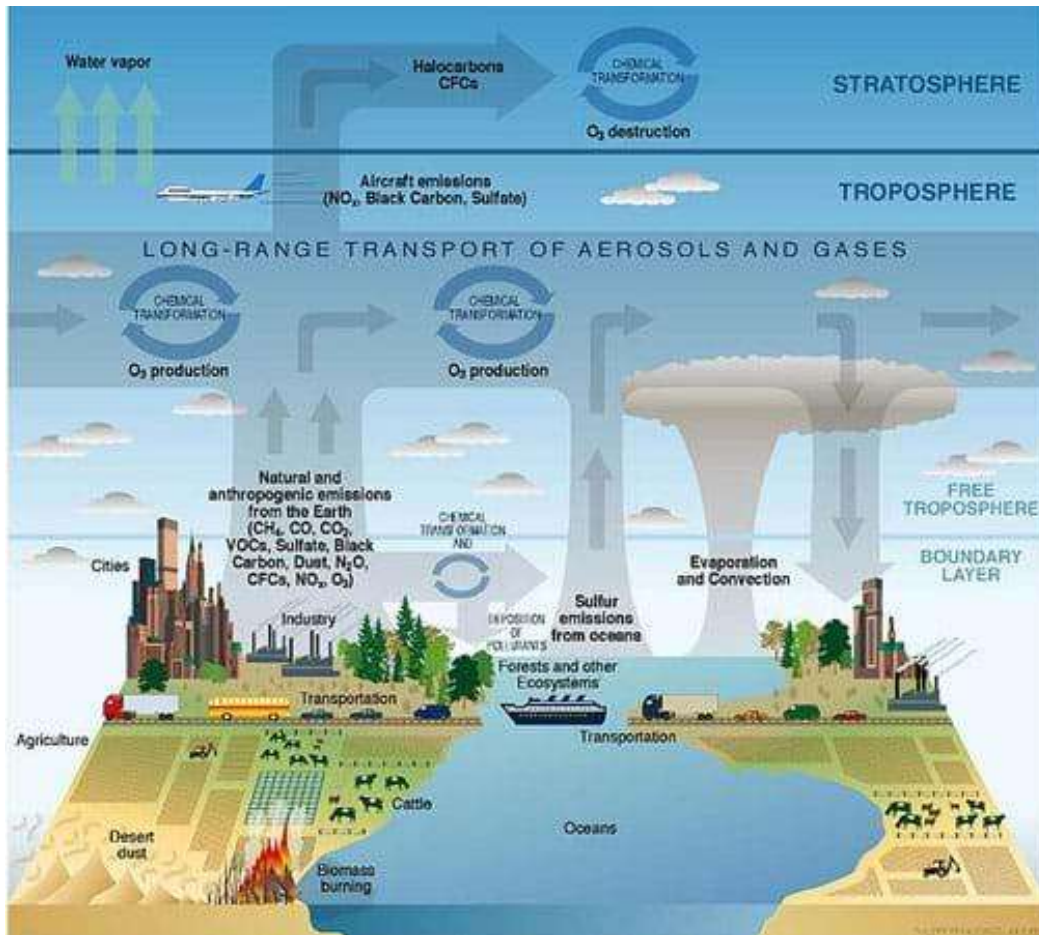 Water vapor
Halocarbons
CFCs
CHEMICAL
TRANSFORMATION
O₃ destruction
STRATOSPHERE
Aircraft emissions
(NOₓ, Black Carbon, Sulfate)
TROPOSPHERE
LONG-RANGE TRANSPORT OF AEROSOLS AND GASES
CHEMICAL
TRANSFORMATION
O₃ production
CHEMICAL
TRANSFORMATION
O₃ production
Natural and
anthropogenic emissions
from the Earth
(CH₄, CO, CO₂,
VOCs, Sulfate, Black
Carbon, Dust, N₂O,
CFCs, NOₓ, O₃)
CHEMICAL
TRANSFORMATION
AND
DEPOSITION
OF
POLLUTANTS
FREE
TROPOSPHERE
BOUNDARY
LAYER
Cities
Industry
Sulfur
emissions
from oceans
Evaporation
and Convection
Forests and other
Ecosystems
Transportation
Transportation
Agriculture
Cattle
Desert
dust
Biomass
burning
Oceans